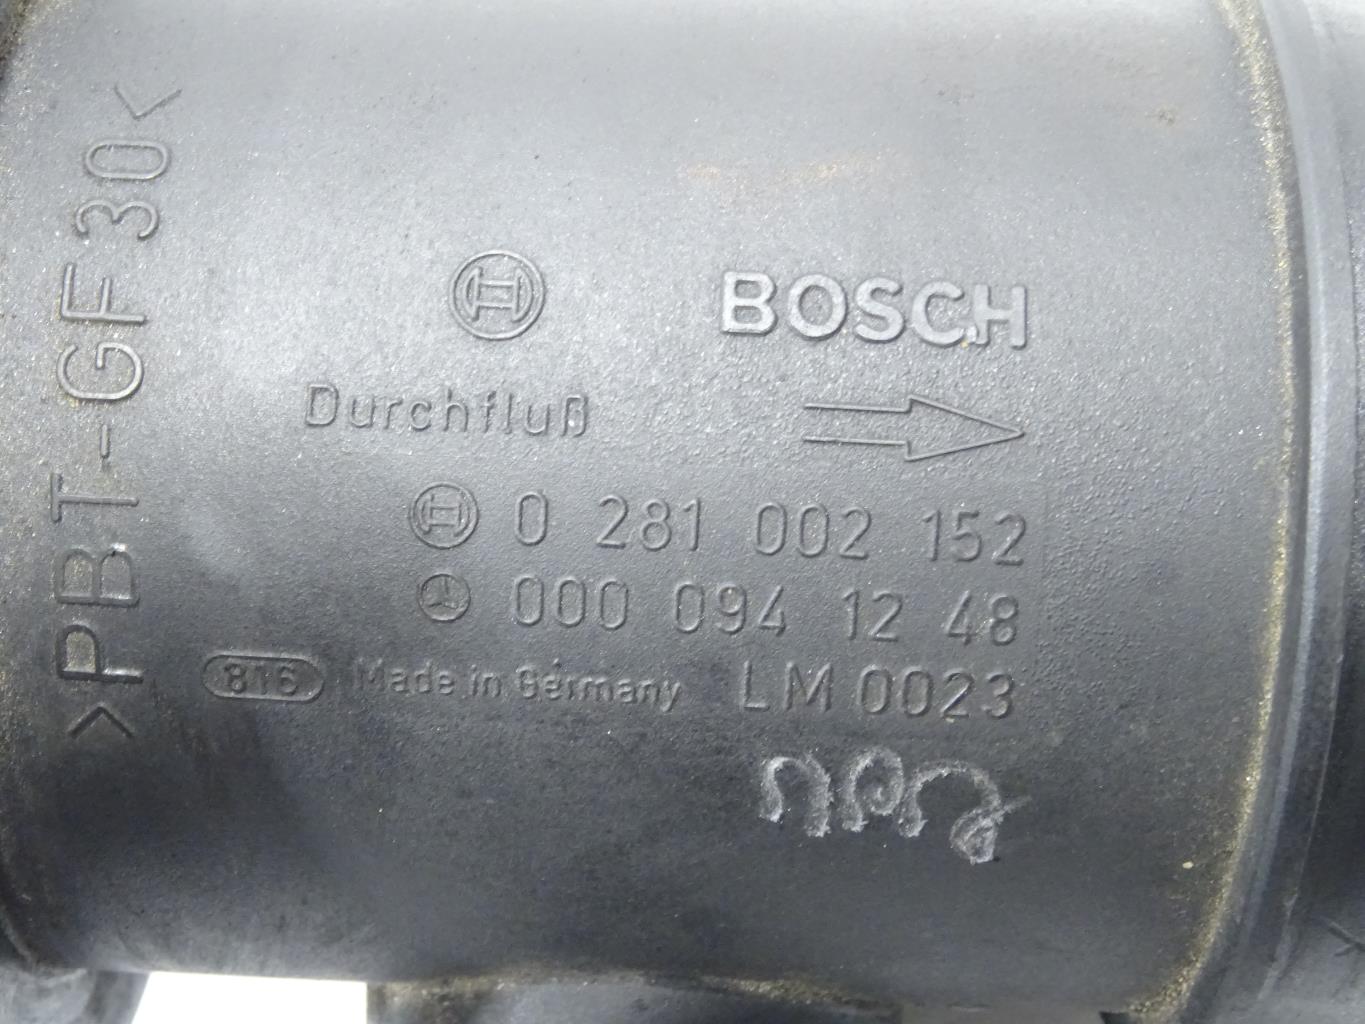 >PBT-GF30<
BOSCH
Durchfluß
0 281 002 152
000 094 12 48
816 Made in Germany LM 0023